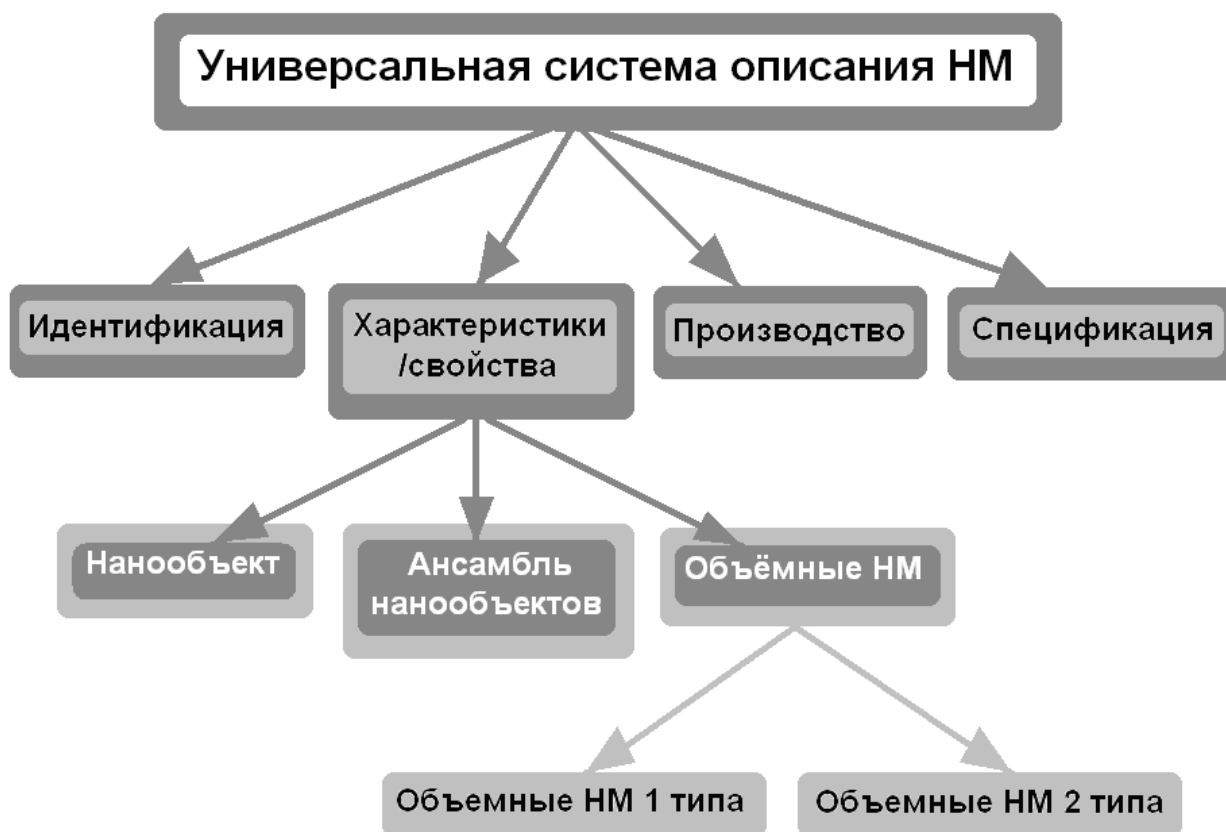 Универсальная система описания НМ
Идентификация
Характеристики
/свойства
Производство
Спецификация
Нанообъект
Ансамбль
нанообъектов
Объёмные НМ
Объемные НМ 1 типа
Объемные НМ 2 типа